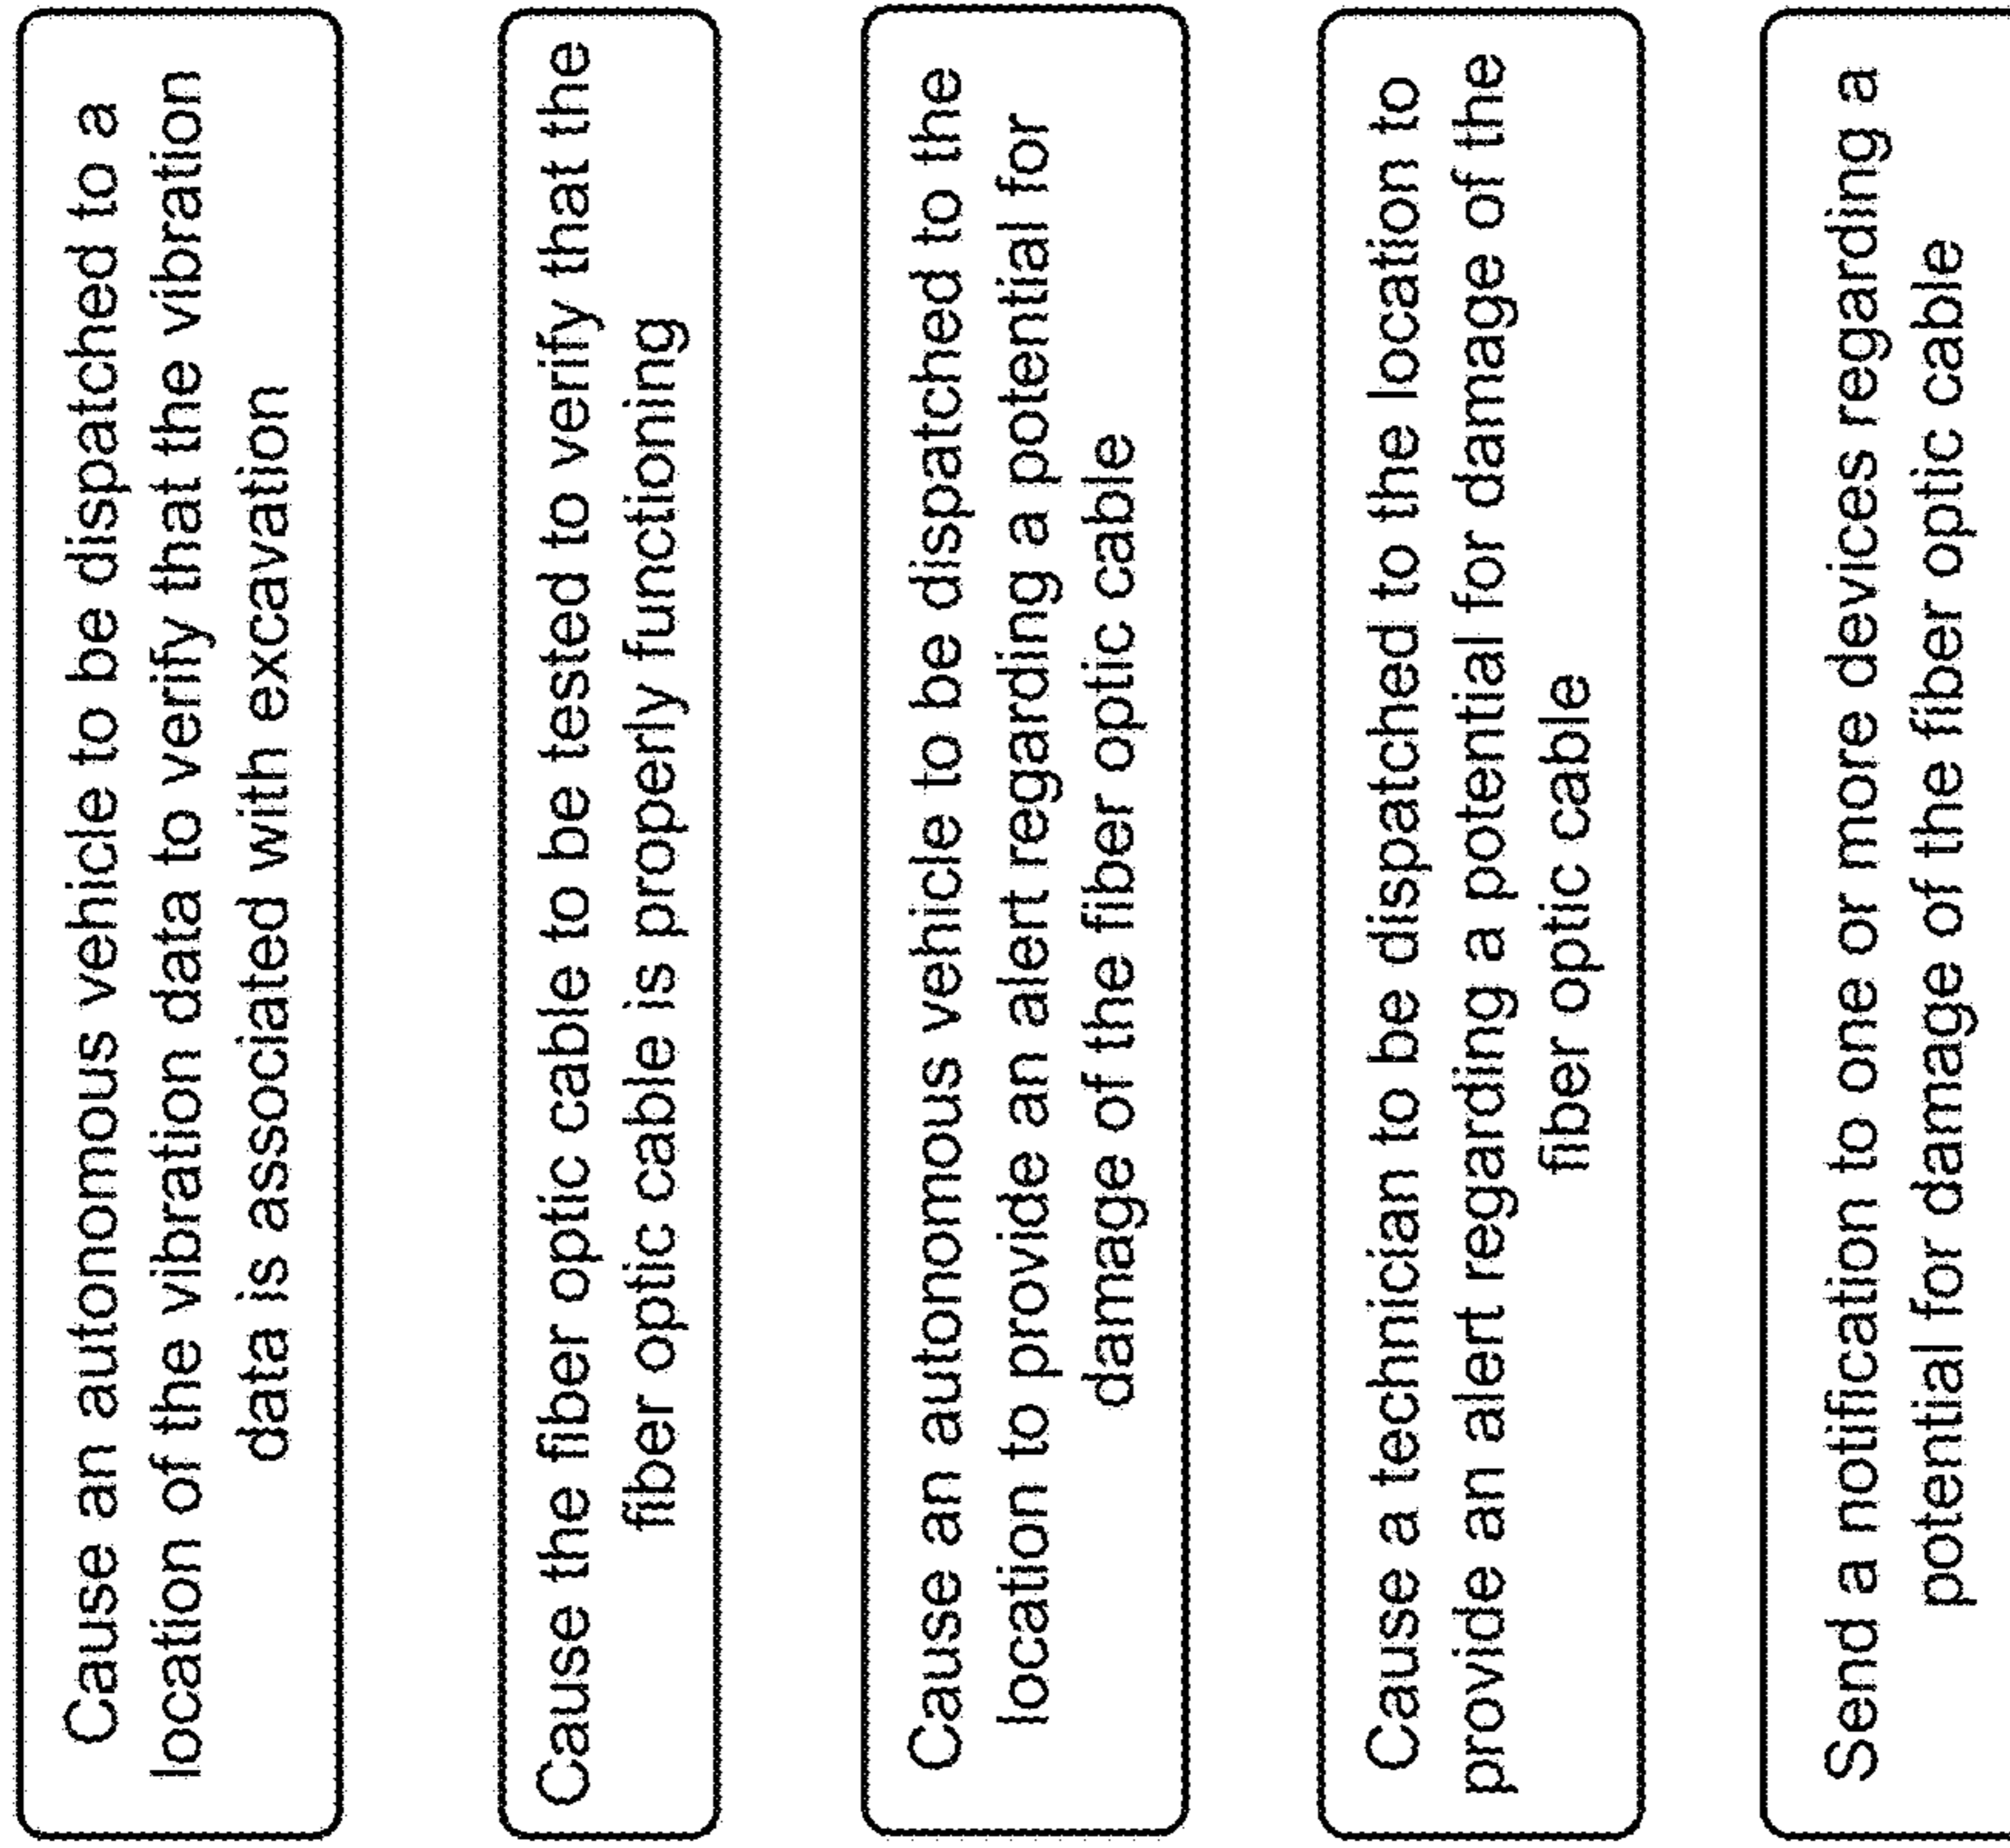 Cause an autonomous vehicle to be dispatched to a
location of the vibration data to verify that the vibration
data is associated with excavation
Cause the fiber optic cable to be tested to verify that the
fiber optic cable is properly functioning
Cause an autonomous vehicle to be dispatched to the
location to provide an alert regarding a potential for
damage of the fiber optic cable
Cause a technician to be dispatched to the location to
provide an alert regarding a potential for damage of the
fiber optic cable
Send a notification to one or more devices regarding a
potential for damage of the fiber optic cable